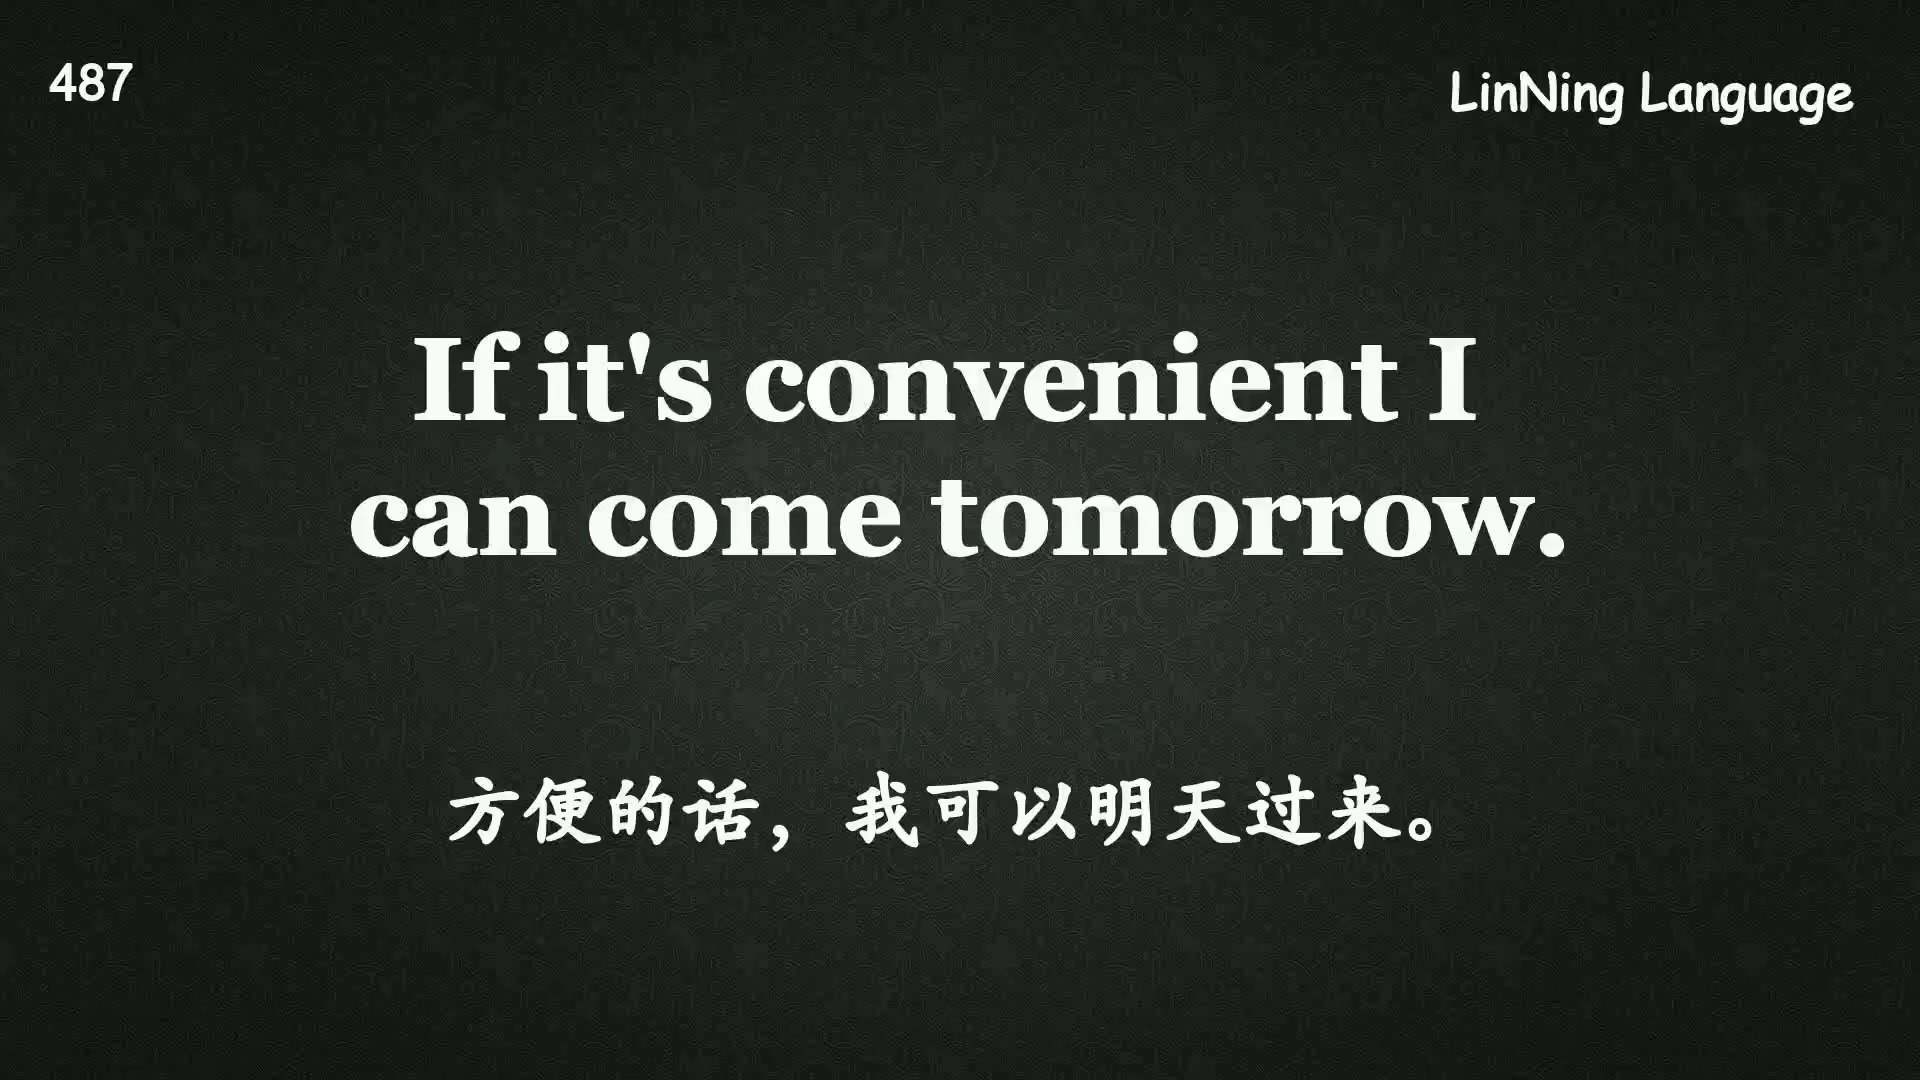 487
LinNing Language
If it's convenient I
can come tomorrow.
方便的话，我可以明天过来。